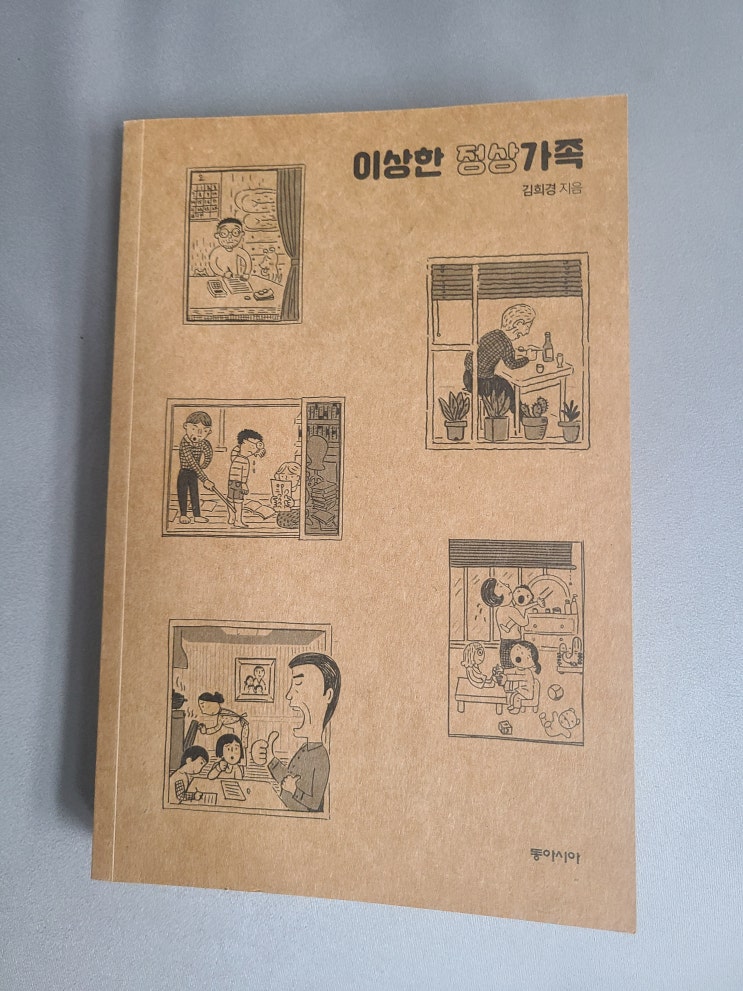 이상한 정상가족
김희경 지음
동아시아